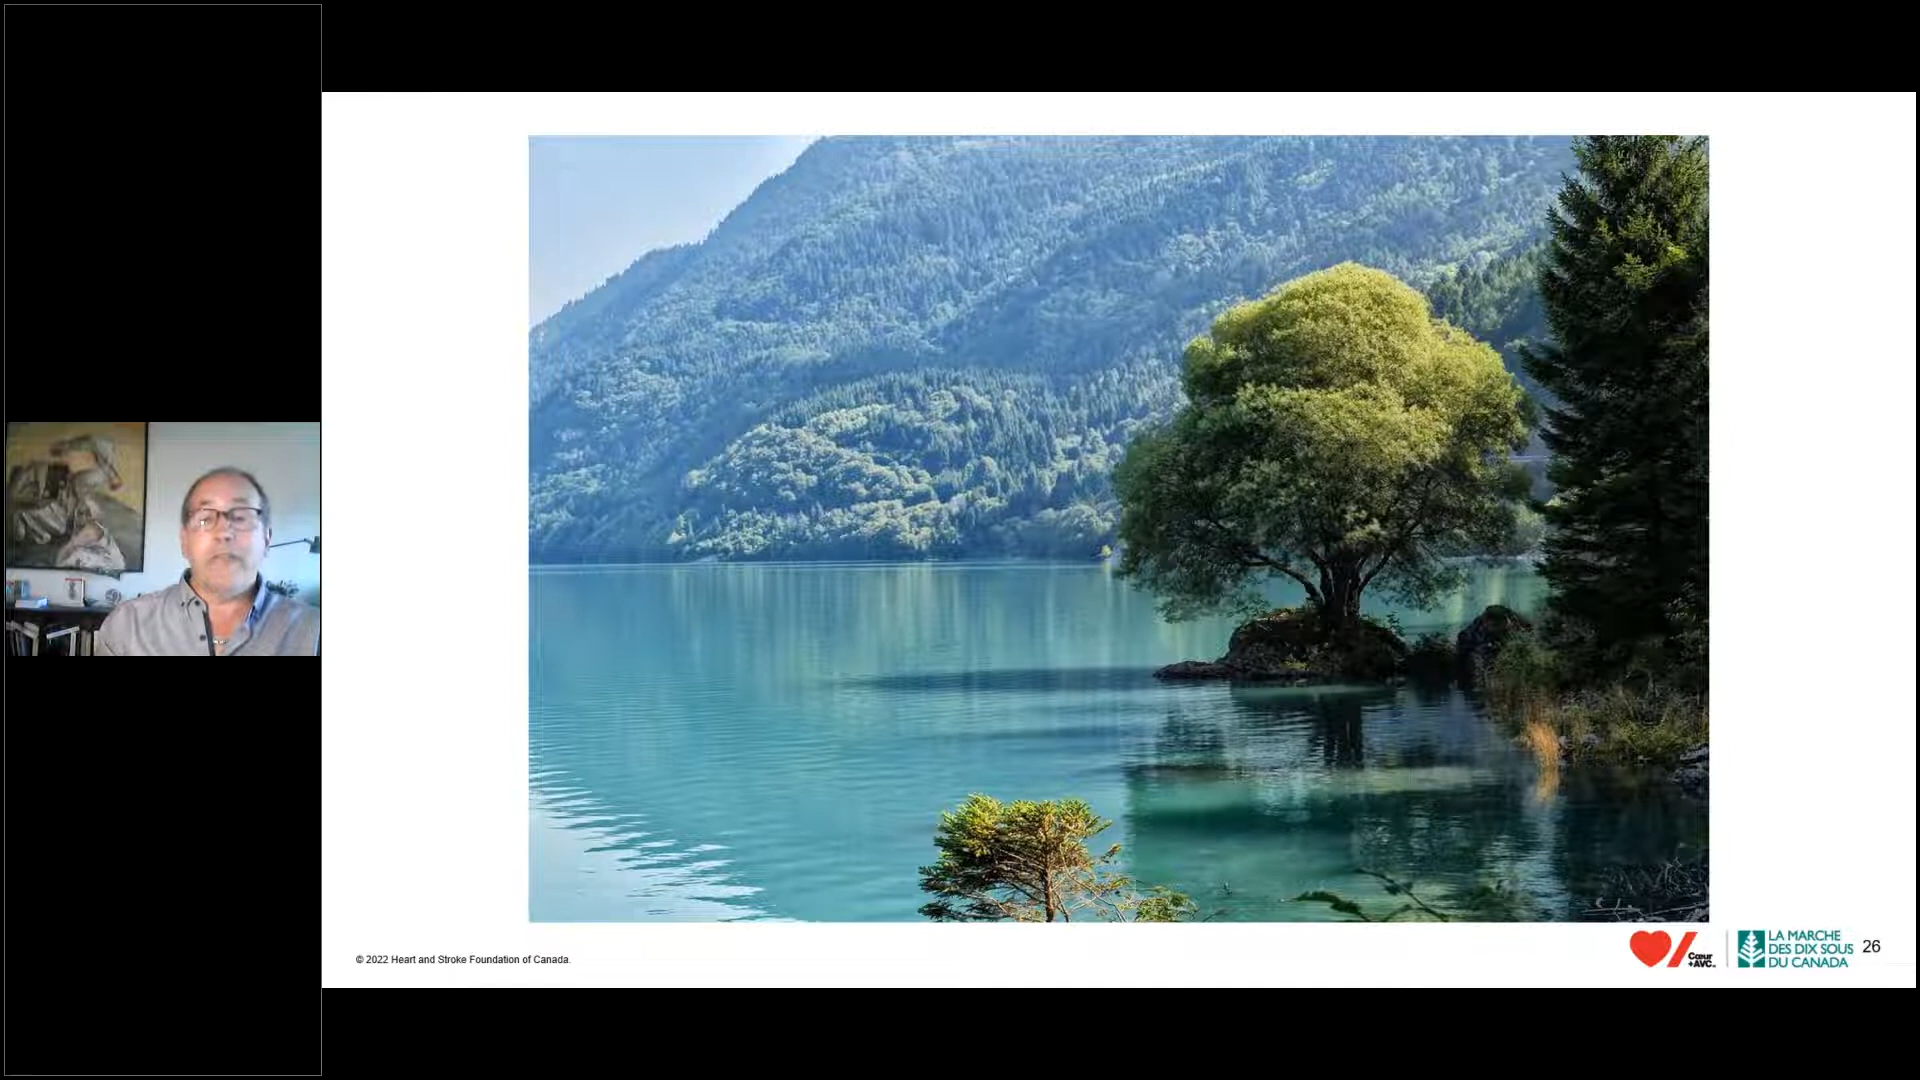 © 2022 Heart and Stroke Foundation of Canada.
Cœur
+AVC.
LA MARCHE
DES DIX SOUS
DU CANADA
26